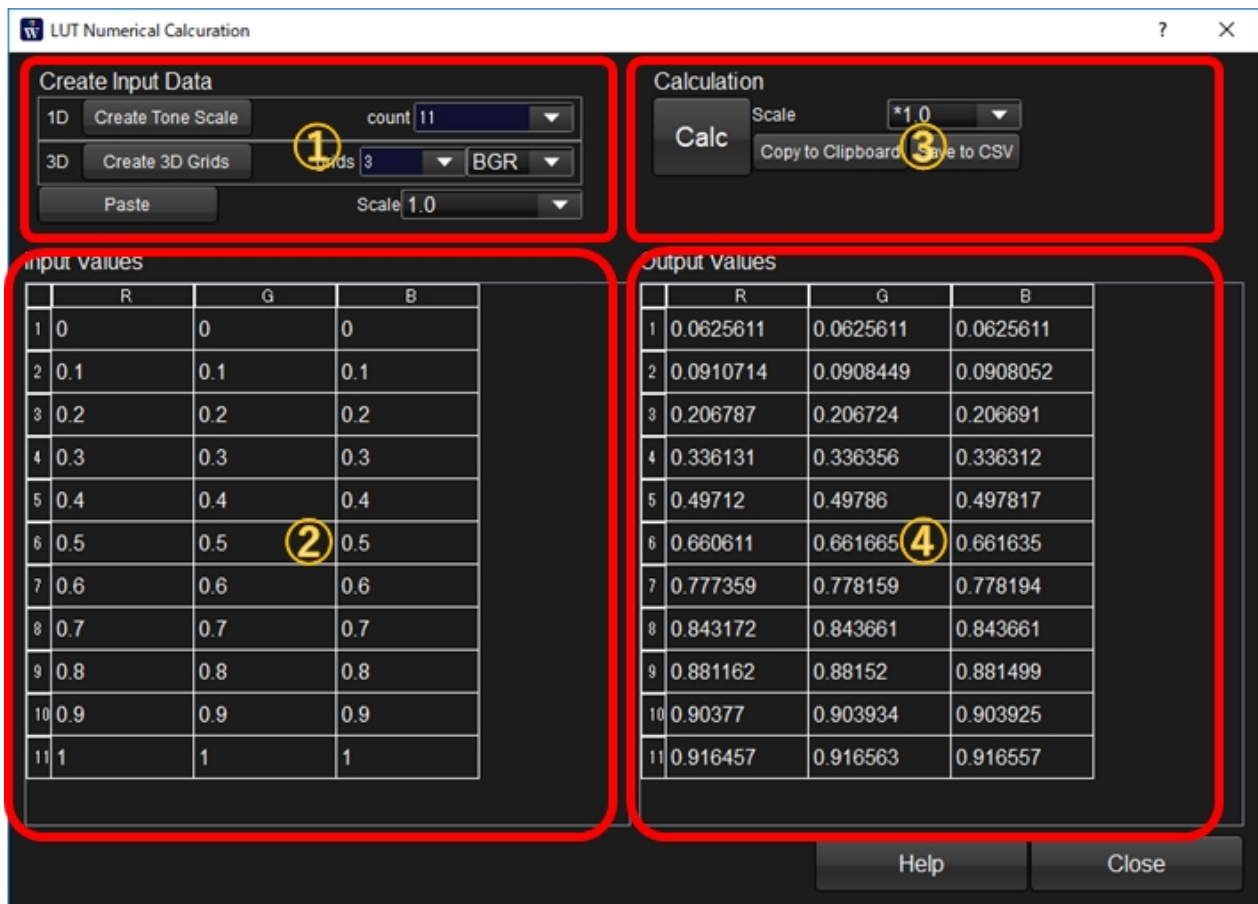 LUT Numerical Calcuration ?
Create Input Data
1D Create Tone Scale count 11
3D Create 3D Grids 3 BGR
①
Paste Scale 1.0
Calculation
Calc Scale *1.0
Copy to Clipboard to CSV
③
Input Values
R G B
1 0 0 0
2 0.1 0.1 0.1
3 0.2 0.2 0.2
4 0.3 0.3 0.3
5 0.4 0.4 0.4
6 0.5 0.5 0.5
7 0.6 0.6 0.6
8 0.7 0.7 0.7
9 0.8 0.8 0.8
10 0.9 0.9 0.9
11 1 1 1
②
Output Values
R G B
1 0.0625611 0.0625611 0.0625611
2 0.0910714 0.0908449 0.0908052
3 0.206787 0.206724 0.206691
4 0.336131 0.336356 0.336312
5 0.49712 0.49786 0.497817
6 0.660611 0.661665 0.661635
7 0.777359 0.778159 0.778194
8 0.843172 0.843661 0.843661
9 0.881162 0.88152 0.881499
10 0.90377 0.903934 0.903925
11 0.916457 0.916563 0.916557
④
Help Close